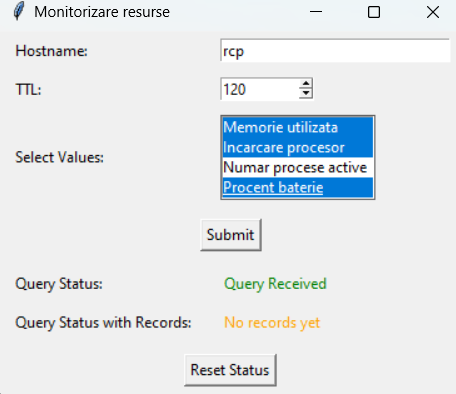 Monitorizare resurse
Hostname: rcp
TTL: 120
Memorie utilizata
Incarcare procesor
Select Values:
Numar procese active
Procent baterie
Submit
Query Status: Query Received
Query Status with Records: No records yet
Reset Status